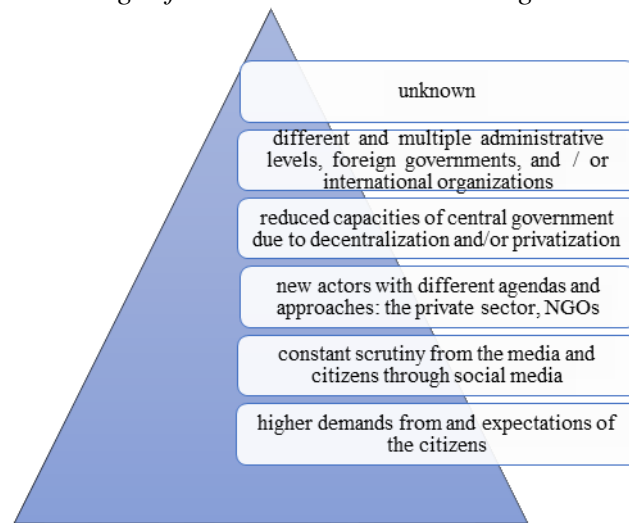 unknown
different and multiple administrative
levels, foreign governments, and / or
international organizations
reduced capacities of central government
due to decentralization and/or privatization
new actors with different agendas and
approaches: the private sector, NGOs
constant scrutiny from the media and
citizens through social media
higher demands from and expectations of
the citizens